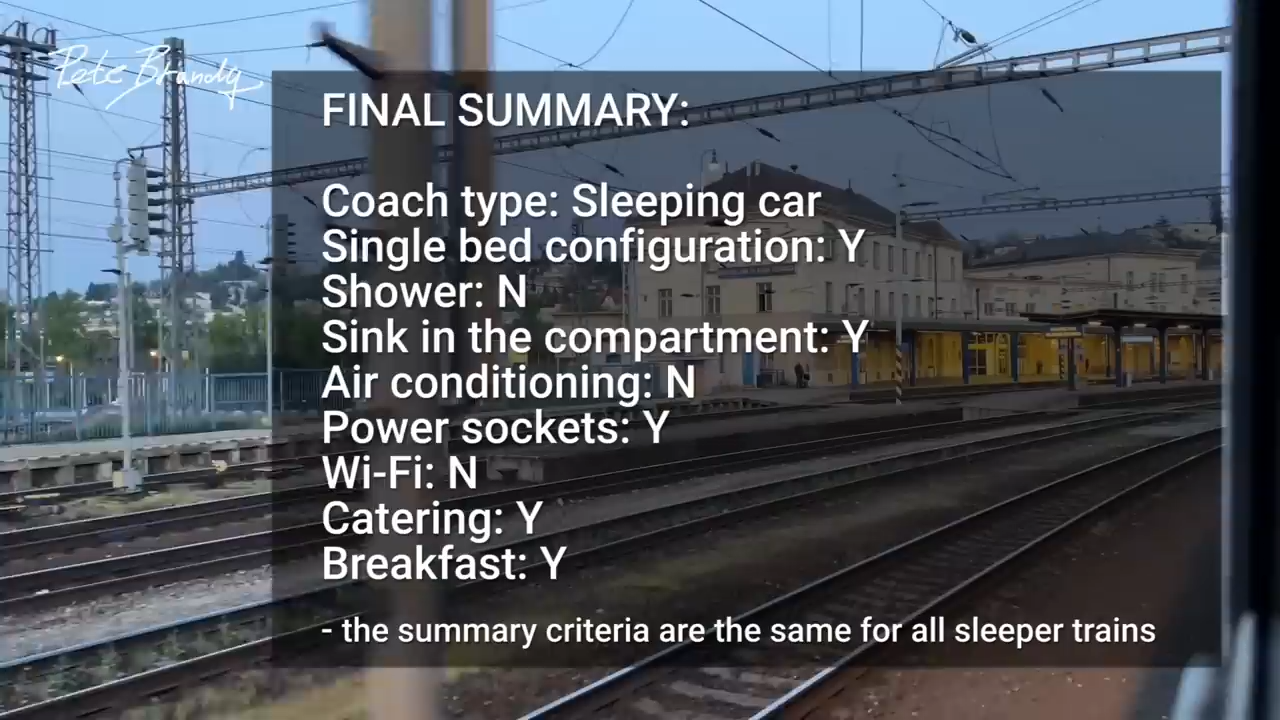 Pete Brandy
FINAL SUMMARY:
Coach type: Sleeping car
Single bed configuration: Y
Shower: N
Sink in the compartment: Y
Air conditioning: N
Power sockets: Y
Wi-Fi: N
Catering: Y
Breakfast: Y
- the summary criteria are the same for all sleeper trains